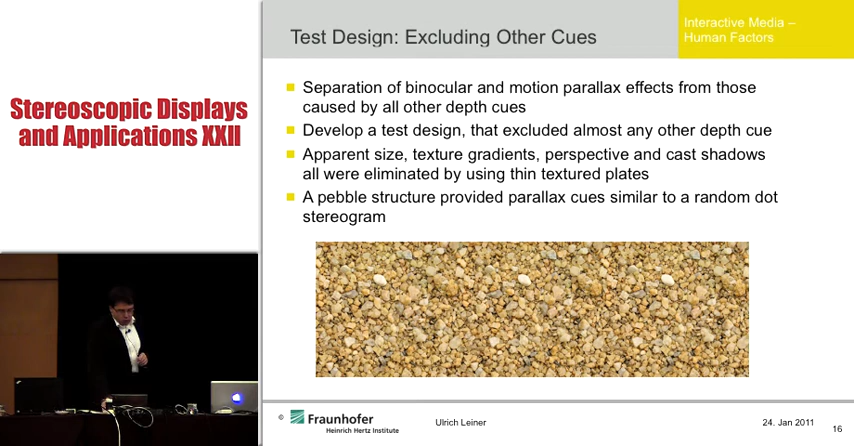 Stereoscopic Displays
and Applications XXII
Test Design: Excluding Other Cues
Interactive Media –
Human Factors
Separation of binocular and motion parallax effects from those
caused by all other depth cues
Develop a test design, that excluded almost any other depth cue
Apparent size, texture gradients, perspective and cast shadows
all were eliminated by using thin textured plates
A pebble structure provided parallax cues similar to a random dot
stereogram
©
Fraunhofer
Heinrich Hertz Institute
Ulrich Leiner
24. Jan 2011
16